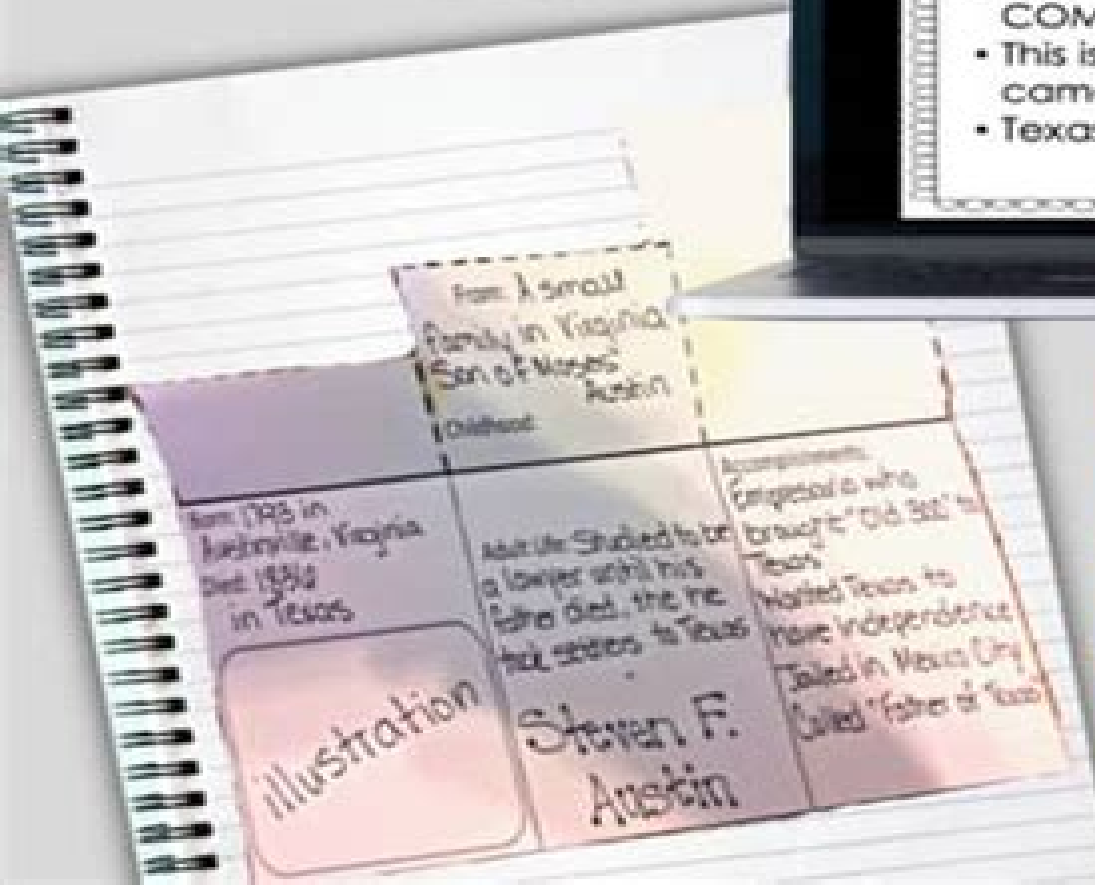 COM
• This is
cam
• Texas
From: A small
family in Virginia
Son of Moses
Austin
Childhood:
Born: 1793 in
Austinville, Virginia
Died: 1836
in Texas
illustration
Adult Life: Studied to be
a lawyer until his
father died, the he
took settlers to Texas
Steven F.
Austin
Accomplishments:
Empresario who
brought "Old 300" to
Texas
Wanted Texas to
have independence
Jailed in Mexico City
Called "Father of Texas"